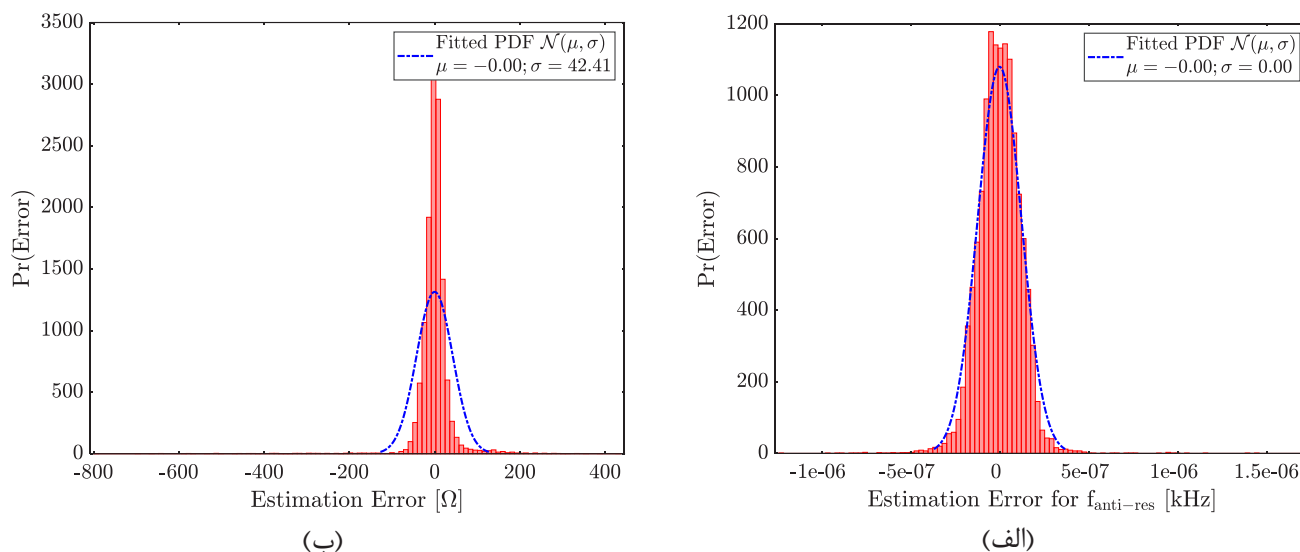 3500
3000
2500
2000
1500
1000
500
0
Pr(Error)
-800 -600 -400 -200 0 200 400
Estimation Error [Ω]
Fitted PDF 𝒩(μ, σ)
μ = −0.00; σ = 42.41
(ب)
1200
1000
800
600
400
200
0
Pr(Error)
-1e-06 -5e-07 0 5e-07 1e-06 1.5e-06
Estimation Error for f_anti−res [kHz]
Fitted PDF 𝒩(μ, σ)
μ = −0.00; σ = 0.00
(الف)